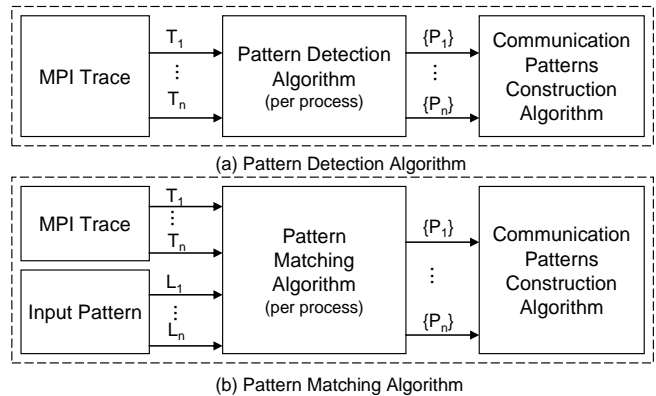 MPI Trace
T1
⋮
Tn
Pattern Detection
Algorithm
(per process)
{P1}
⋮
{Pn}
Communication
Patterns
Construction
Algorithm
(a) Pattern Detection Algorithm
MPI Trace
Input Pattern
T1
⋮
Tn
L1
⋮
Ln
Pattern
Matching
Algorithm
(per process)
{P1}
⋮
{Pn}
Communication
Patterns
Construction
Algorithm
(b) Pattern Matching Algorithm